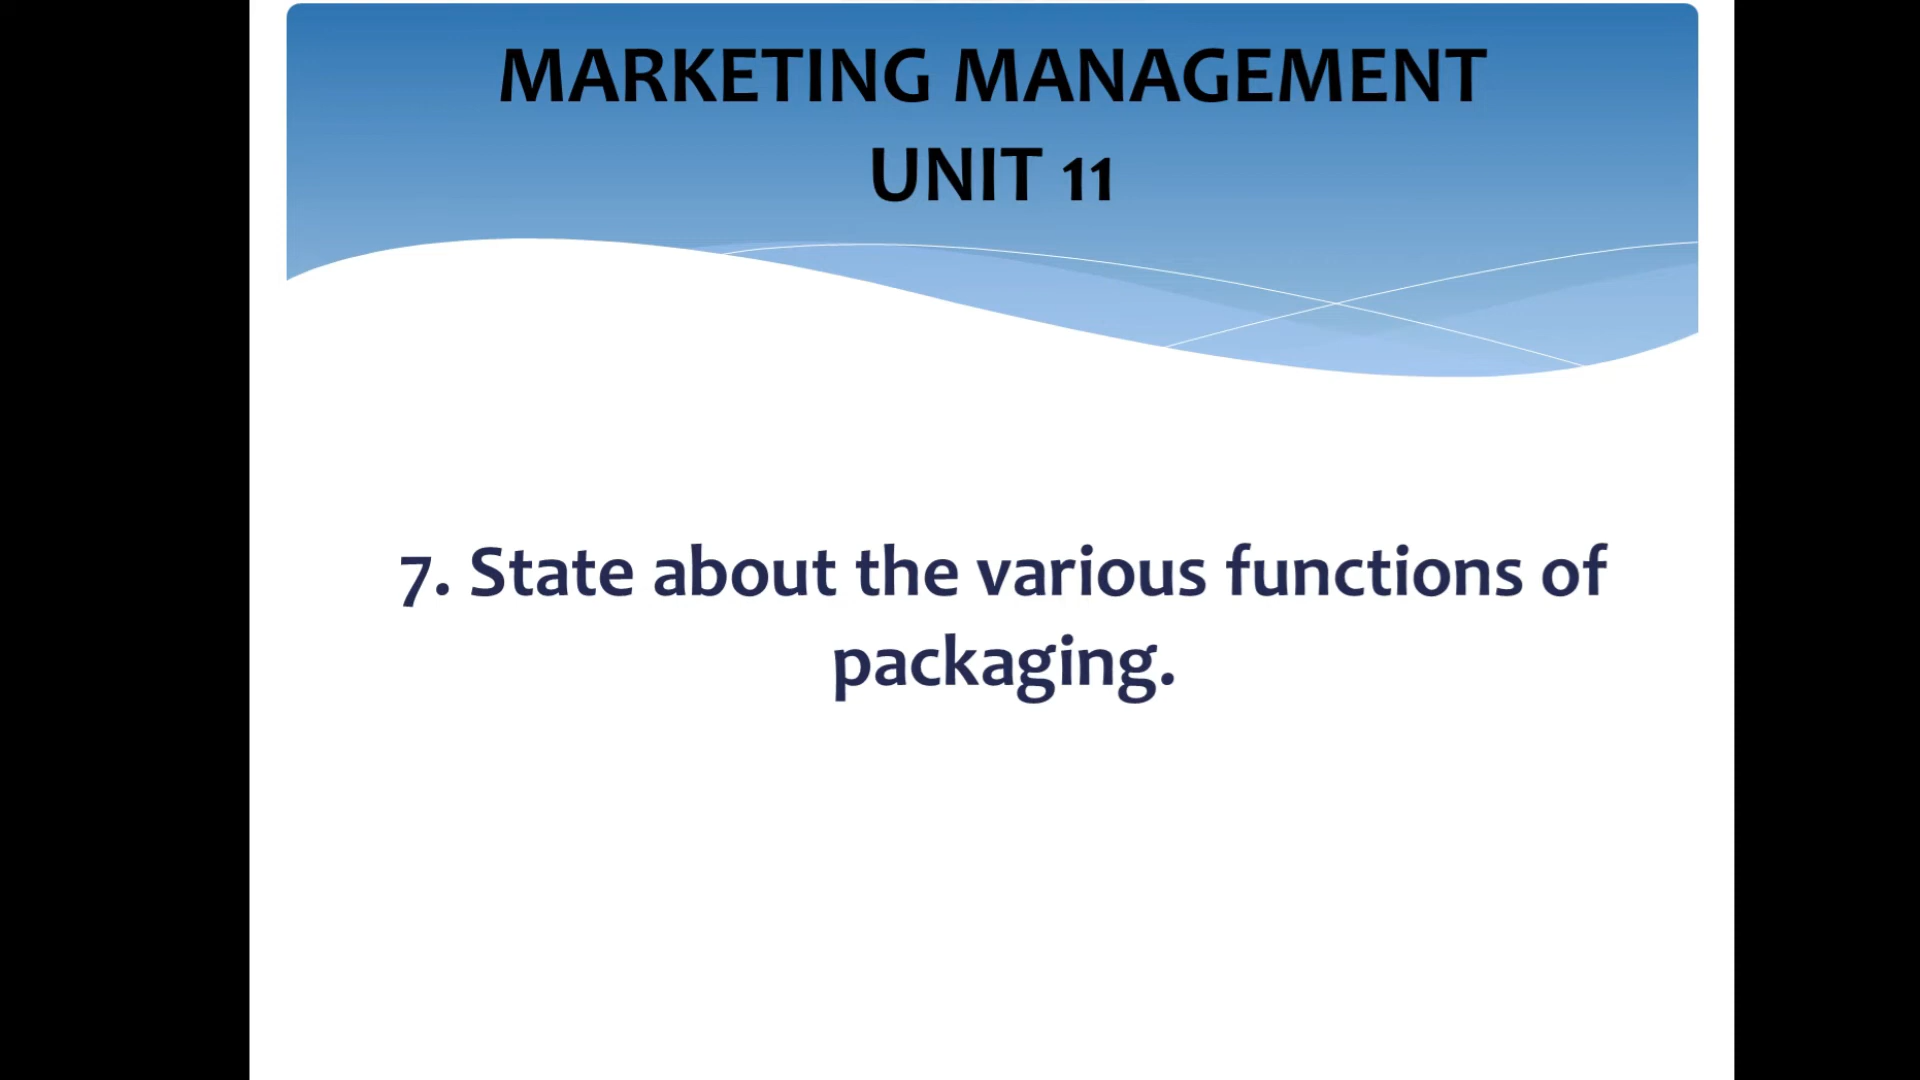 MARKETING MANAGEMENT
UNIT 11
7. State about the various functions of
packaging.